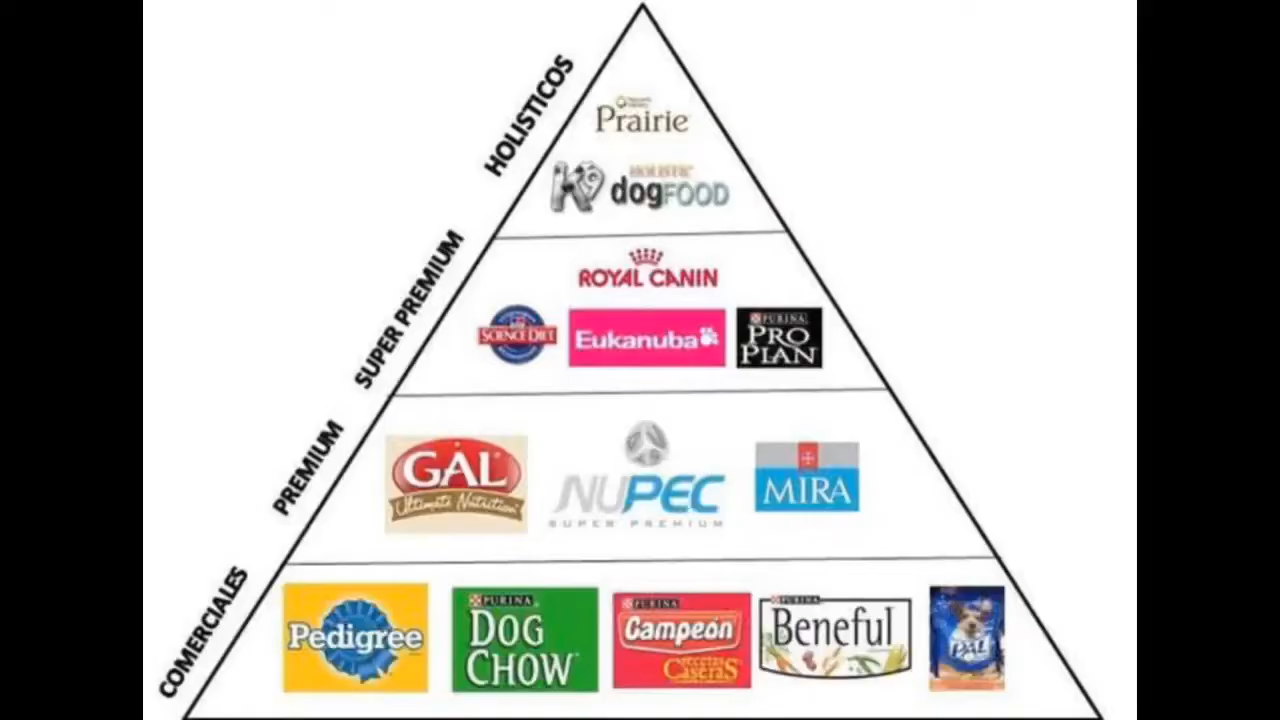 HOLISTICOS
Prairie
K9
HOLISTIC
dogFOOD
SUPER PREMIUM
ROYAL CANIN
SCIENCE DIET
Eukanuba
PURINA
PRO
PLAN
PREMIUM
GAL
Ultimate Nutrition
NUPEC
SUPER PREMIUM
MIRA
COMERCIALES
Pedigree
PURINA
DOG
CHOW
PURINA
Campeón
recetas
CaseraS
PURINA
Beneful
PAL